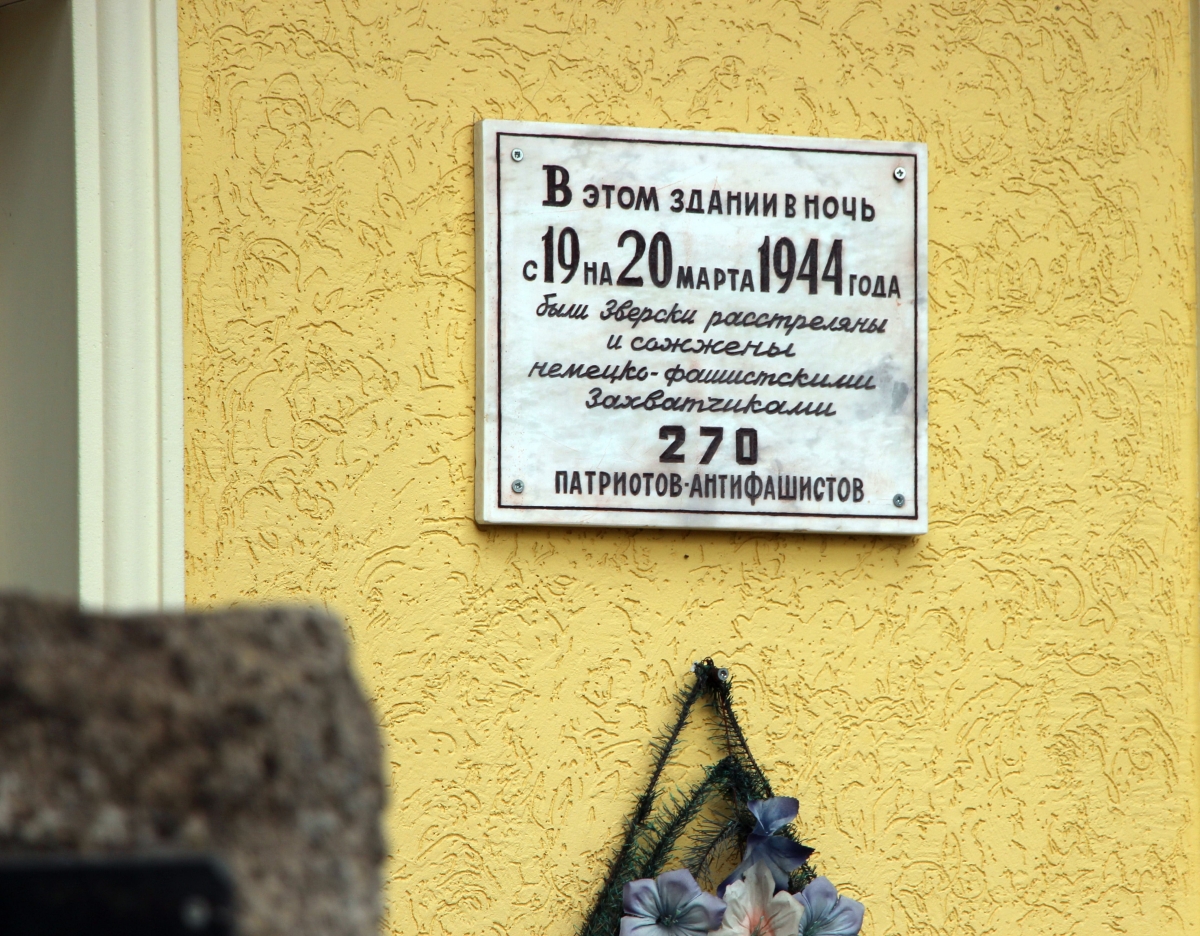 В ЭТОМ ЗДАНИИ В НОЧЬ
С 19 НА 20 МАРТА 1944 ГОДА
были Зверски расстреляны
и сожжены
немецко-фашистскими
Захватчиками
270
ПАТРИОТОВ-АНТИФАШИСТОВ